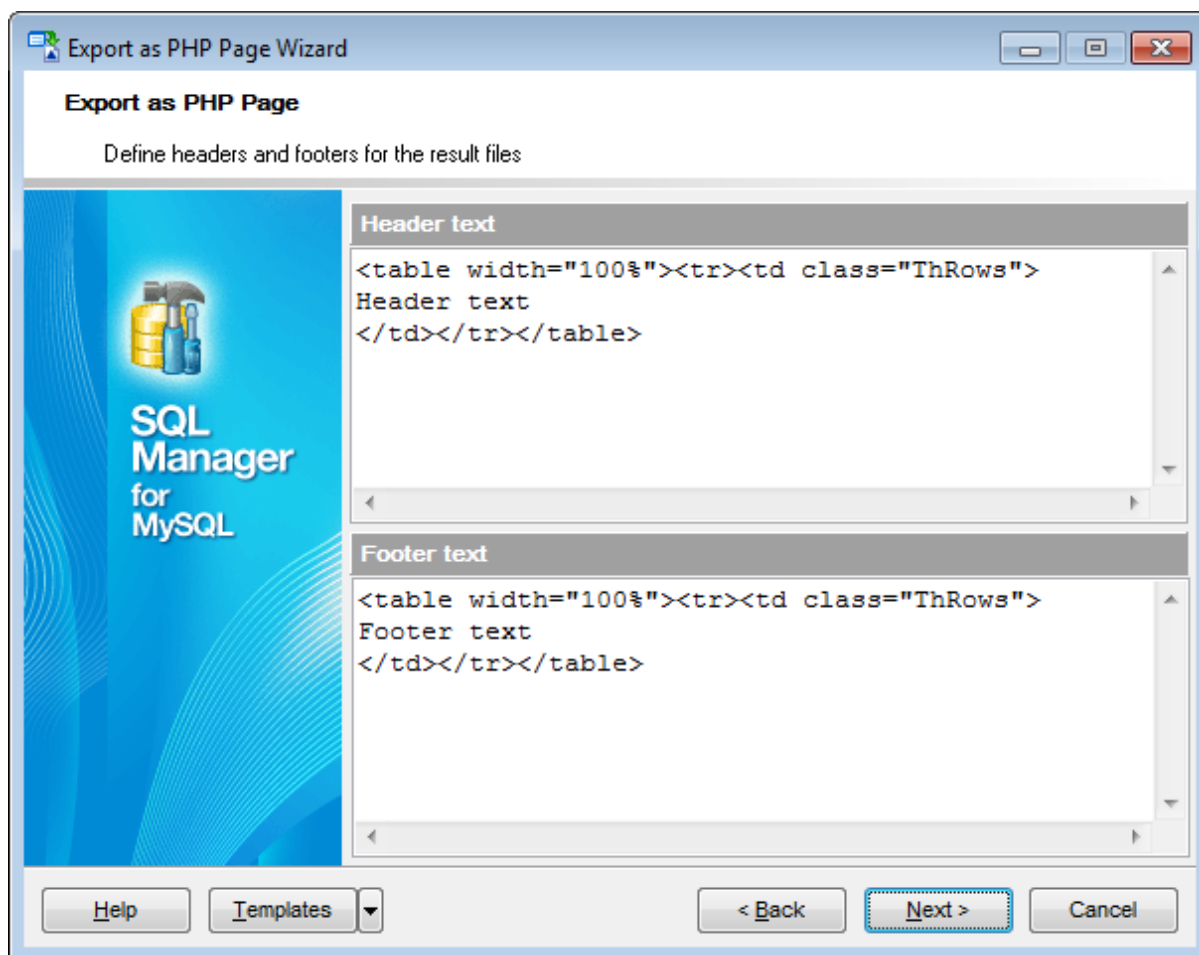 Export as PHP Page Wizard
Export as PHP Page
Define headers and footers for the result files
SQL
Manager
for
MySQL
Header text
<table width="100%"><tr><td class="ThRows">
Header text
</td></tr></table>
Footer text
<table width="100%"><tr><td class="ThRows">
Footer text
</td></tr></table>
Help
Templates
< Back
Next >
Cancel